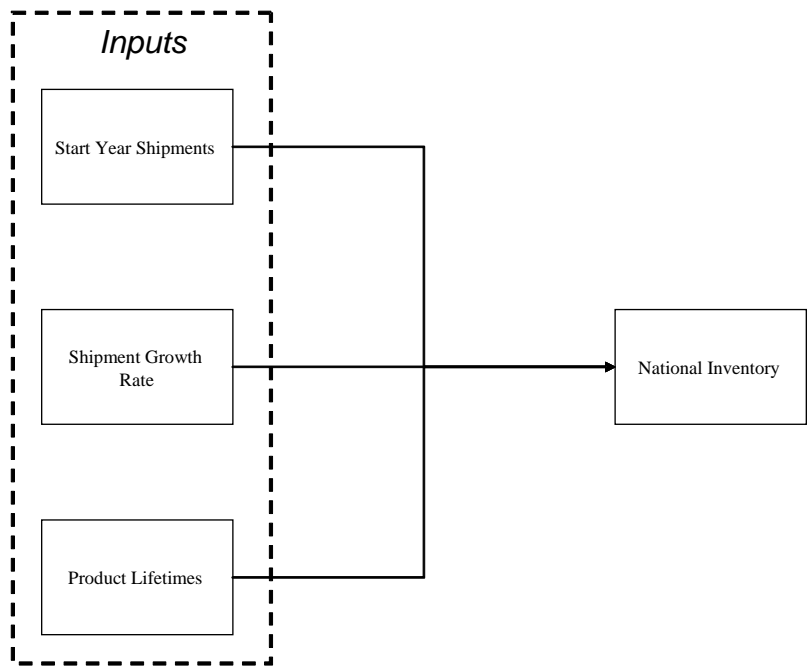 Inputs
Start Year Shipments
Shipment Growth
Rate
National Inventory
Product Lifetimes